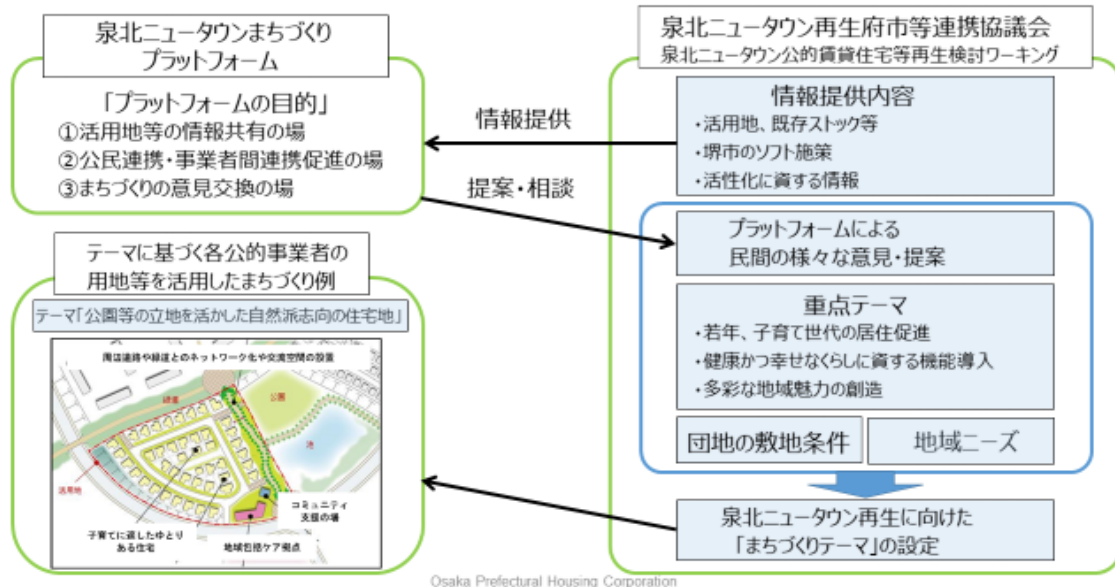 泉北ニュータウンまちづくり
プラットフォーム
「プラットフォームの目的」
①活用地等の情報共有の場
②公民連携・事業者間連携促進の場
③まちづくりの意見交換の場
情報提供
提案・相談
泉北ニュータウン再生府市等連携協議会
泉北ニュータウン公的賃貸住宅等再生検討ワーキング
情報提供内容
・活用地、既存ストック等
・堺市のソフト施策
・活性化に資する情報
プラットフォームによる
民間の様々な意見・提案
重点テーマ
・若年、子育て世代の居住促進
・健康かつ幸せなくらしに資する機能導入
・多彩な地域魅力の創造
団地の敷地条件
地域ニーズ
泉北ニュータウン再生に向けた
「まちづくりテーマ」の設定
テーマに基づく各公的事業者の
用地等を活用したまちづくり例
テーマ「公園等の立地を活かした自然派志向の住宅地」
周辺道路や緑道とのネットワーク化や交流空間の設置
緑道
公園
池
活用地
コミュニティ
支援の場
子育てに適したゆとり
ある住宅
地域包括ケア拠点
Osaka Prefectural Housing Corporation